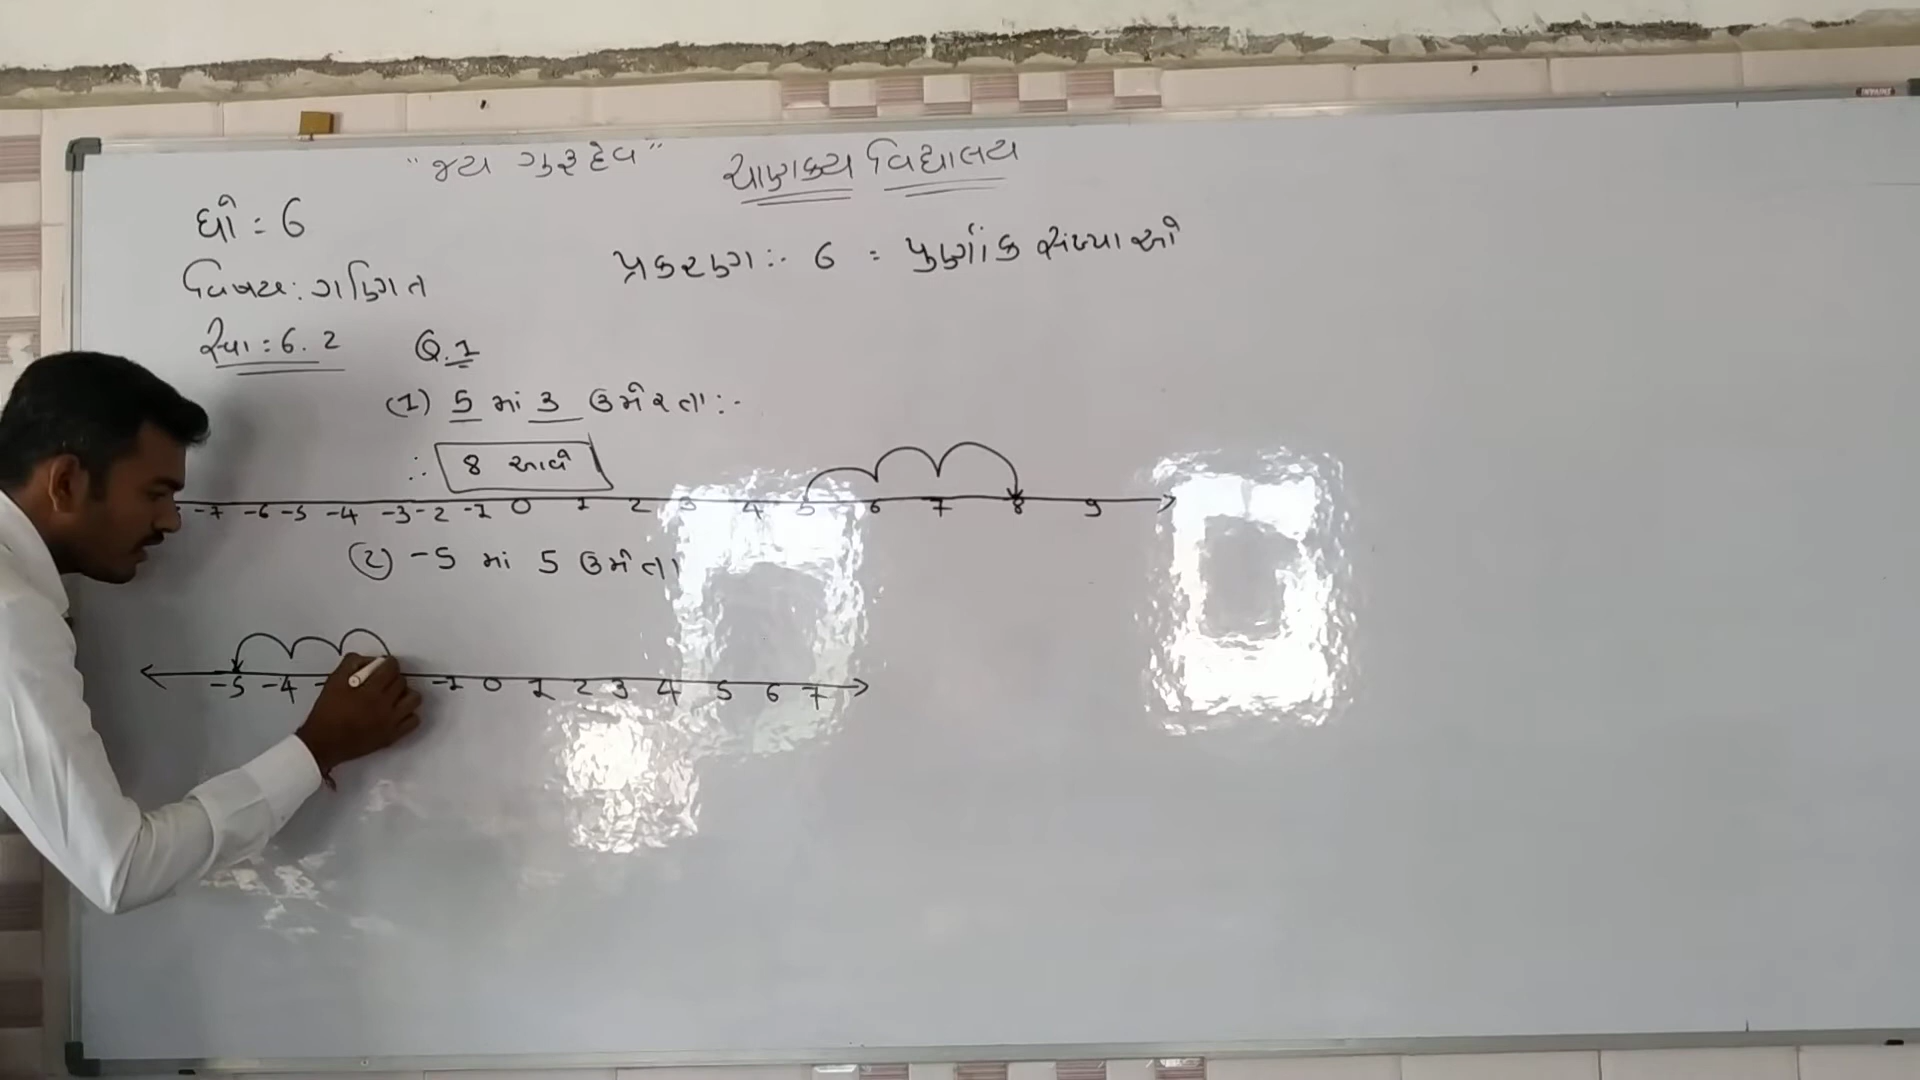 "જય ગુરૂદેવ" ચાણક્ય વિદ્યાલય
ધો : 6
પ્રકરણ :- 6 : પુર્ણાંક સંખ્યાઓ
વિષય : ગણિત
સ્વા : 6.2 Q.1
(1) 5 માં 3 ઉમેરતા :-
∴ 8 આવે
-7 -6 -5 -4 -3 -2 -1 0 1 2 3 4 5 6 7 8 9
(2) -5 માં 5 ઉમેતા
-5 -4 -1 0 1 2 3 4 5 6 7